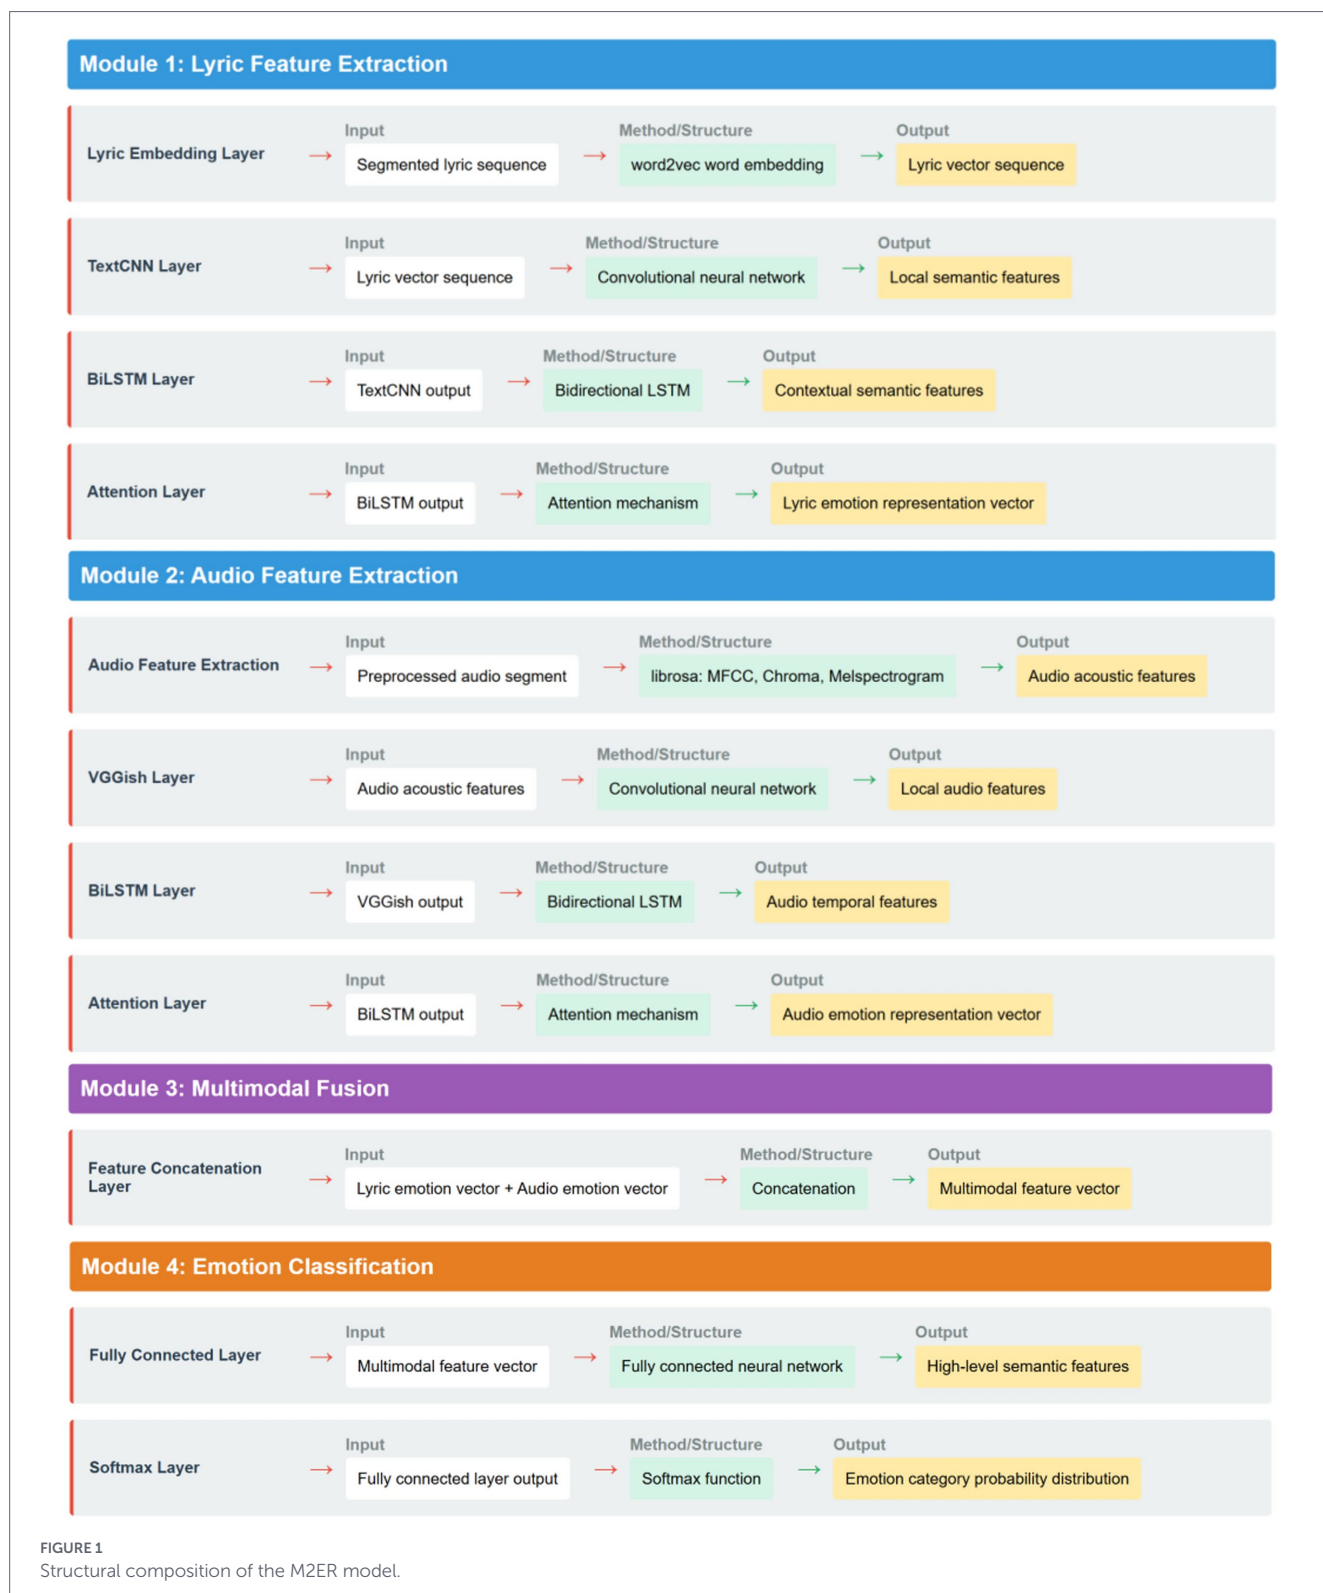 Module 1: Lyric Feature Extraction
Input Method/Structure Output
Lyric Embedding Layer → Segmented lyric sequence → word2vec word embedding → Lyric vector sequence
Input Method/Structure Output
TextCNN Layer → Lyric vector sequence → Convolutional neural network → Local semantic features
Input Method/Structure Output
BiLSTM Layer → TextCNN output → Bidirectional LSTM → Contextual semantic features
Input Method/Structure Output
Attention Layer → BiLSTM output → Attention mechanism → Lyric emotion representation vector
Module 2: Audio Feature Extraction
Input Method/Structure Output
Audio Feature Extraction → Preprocessed audio segment → librosa: MFCC, Chroma, Melspectrogram → Audio acoustic features
Input Method/Structure Output
VGGish Layer → Audio acoustic features → Convolutional neural network → Local audio features
Input Method/Structure Output
BiLSTM Layer → VGGish output → Bidirectional LSTM → Audio temporal features
Input Method/Structure Output
Attention Layer → BiLSTM output → Attention mechanism → Audio emotion representation vector
Module 3: Multimodal Fusion
Input Method/Structure Output
Feature Concatenation
Layer → Lyric emotion vector + Audio emotion vector → Concatenation → Multimodal feature vector
Module 4: Emotion Classification
Input Method/Structure Output
Fully Connected Layer → Multimodal feature vector → Fully connected neural network → High-level semantic features
Input Method/Structure Output
Softmax Layer → Fully connected layer output → Softmax function → Emotion category probability distribution
FIGURE 1
Structural composition of the M2ER model.